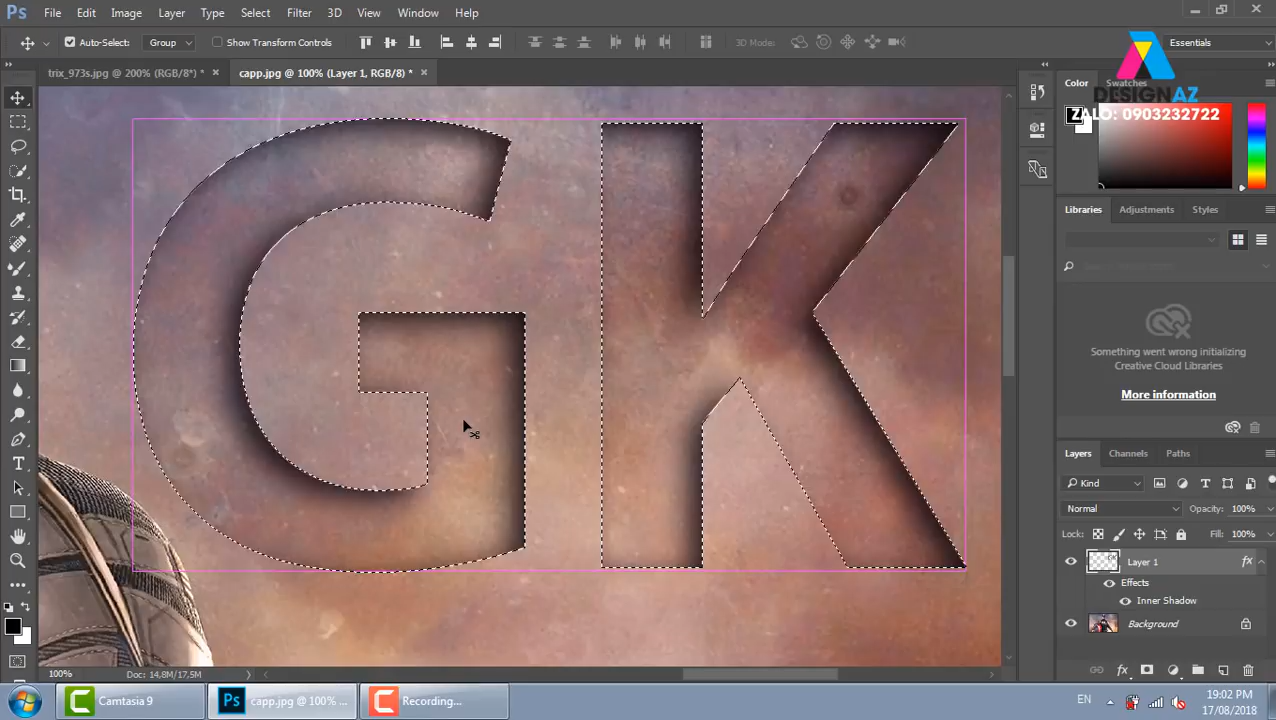 Ps File Edit Image Layer Type Select Filter 3D View Window Help
Auto-Select: Group Show Transform Controls 3D Mode: Essentials
trix_973s.jpg @ 200% (RGB/8*) * × capp.jpg @ 100% (Layer 1, RGB/8) * ×
Color Swatches
DESIGNAZ
ZALO: 0903232722
GK
Libraries Adjustments Styles
Something went wrong initializing
Creative Cloud Libraries
More information
Layers Channels Paths
Kind
Normal Opacity: 100%
Lock: Fill: 100%
Layer 1 fx
Effects
Inner Shadow
Background
100% Doc: 14,8M/17,5M
fx
Camtasia 9 Ps capp.jpg @ 100% ... Recording... EN 19:02 PM
17/08/2018